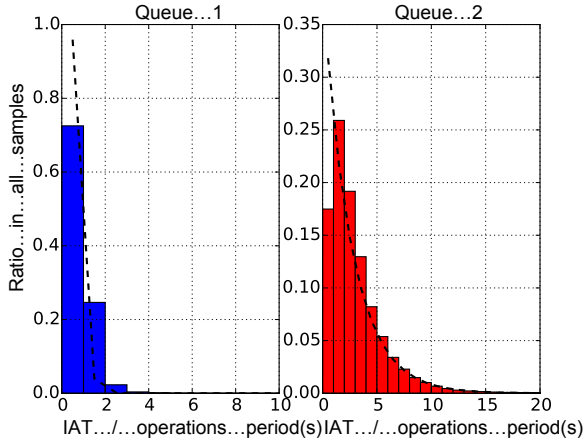 Queue…1
Queue…2
Ratio…in…all…samples
1.0
0.8
0.6
0.4
0.2
0.0
0 2 4 6 8 10
IAT…/…operations…period(s)
0.35
0.30
0.25
0.20
0.15
0.10
0.05
0.00
0 5 10 15 20
IAT…/…operations…period(s)